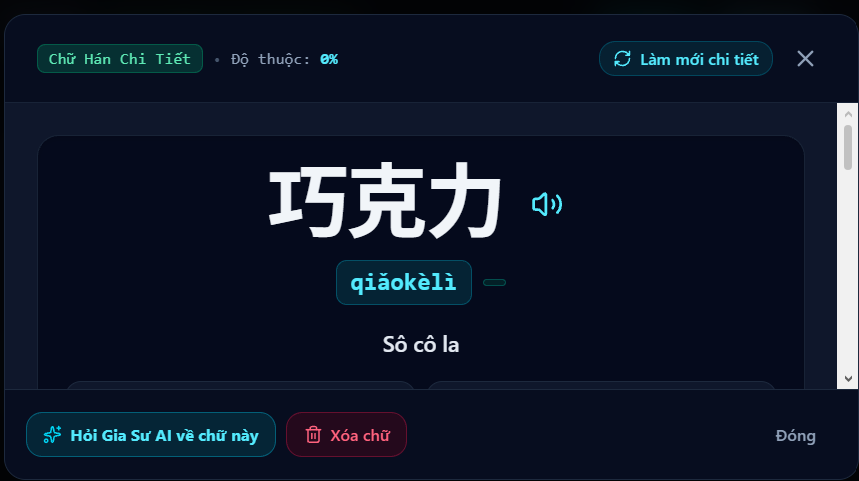 Chữ Hán Chi Tiết • Độ thuộc: 0% Làm mới chi tiết
巧克力
qiǎokèlì
Sô cô la
Hỏi Gia Sư AI về chữ này Xóa chữ Đóng